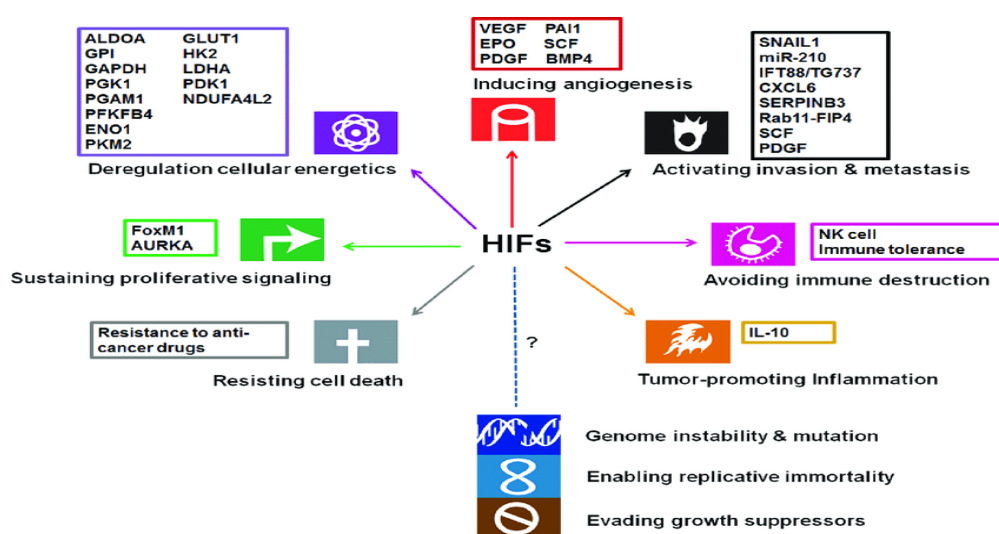 ALDOA GLUT1
GPI HK2
GAPDH LDHA
PGK1 PDK1
PGAM1 NDUFA4L2
PFKFB4
ENO1
PKM2
Deregulation cellular energetics
VEGF PAI1
EPO SCF
PDGF BMP4
Inducing angiogenesis
SNAIL1
miR-210
IFT88/TG737
CXCL6
SERPINB3
Rab11-FIP4
SCF
PDGF
Activating invasion & metastasis
FoxM1
AURKA
Sustaining proliferative signaling
HIFs
NK cell
Immune tolerance
Avoiding immune destruction
Resistance to anti-
cancer drugs
Resisting cell death
?
IL-10
Tumor-promoting Inflammation
Genome instability & mutation
Enabling replicative immortality
Evading growth suppressors